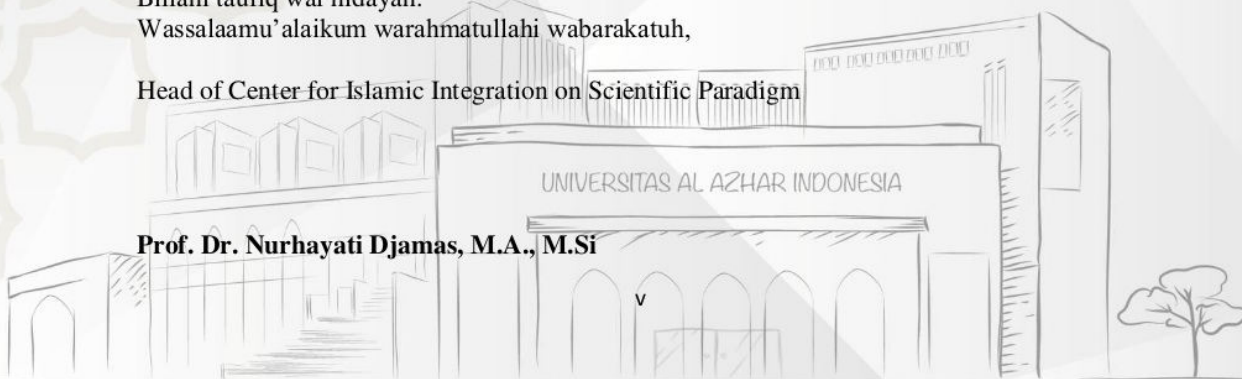 Wassalaamu’alaikum warahmatullahi wabarakatuh,
Head of Center for Islamic Integration on Scientific Paradigm
UNIVERSITAS AL AZHAR INDONESIA
Prof. Dr. Nurhayati Djamas, M.A., M.Si
v